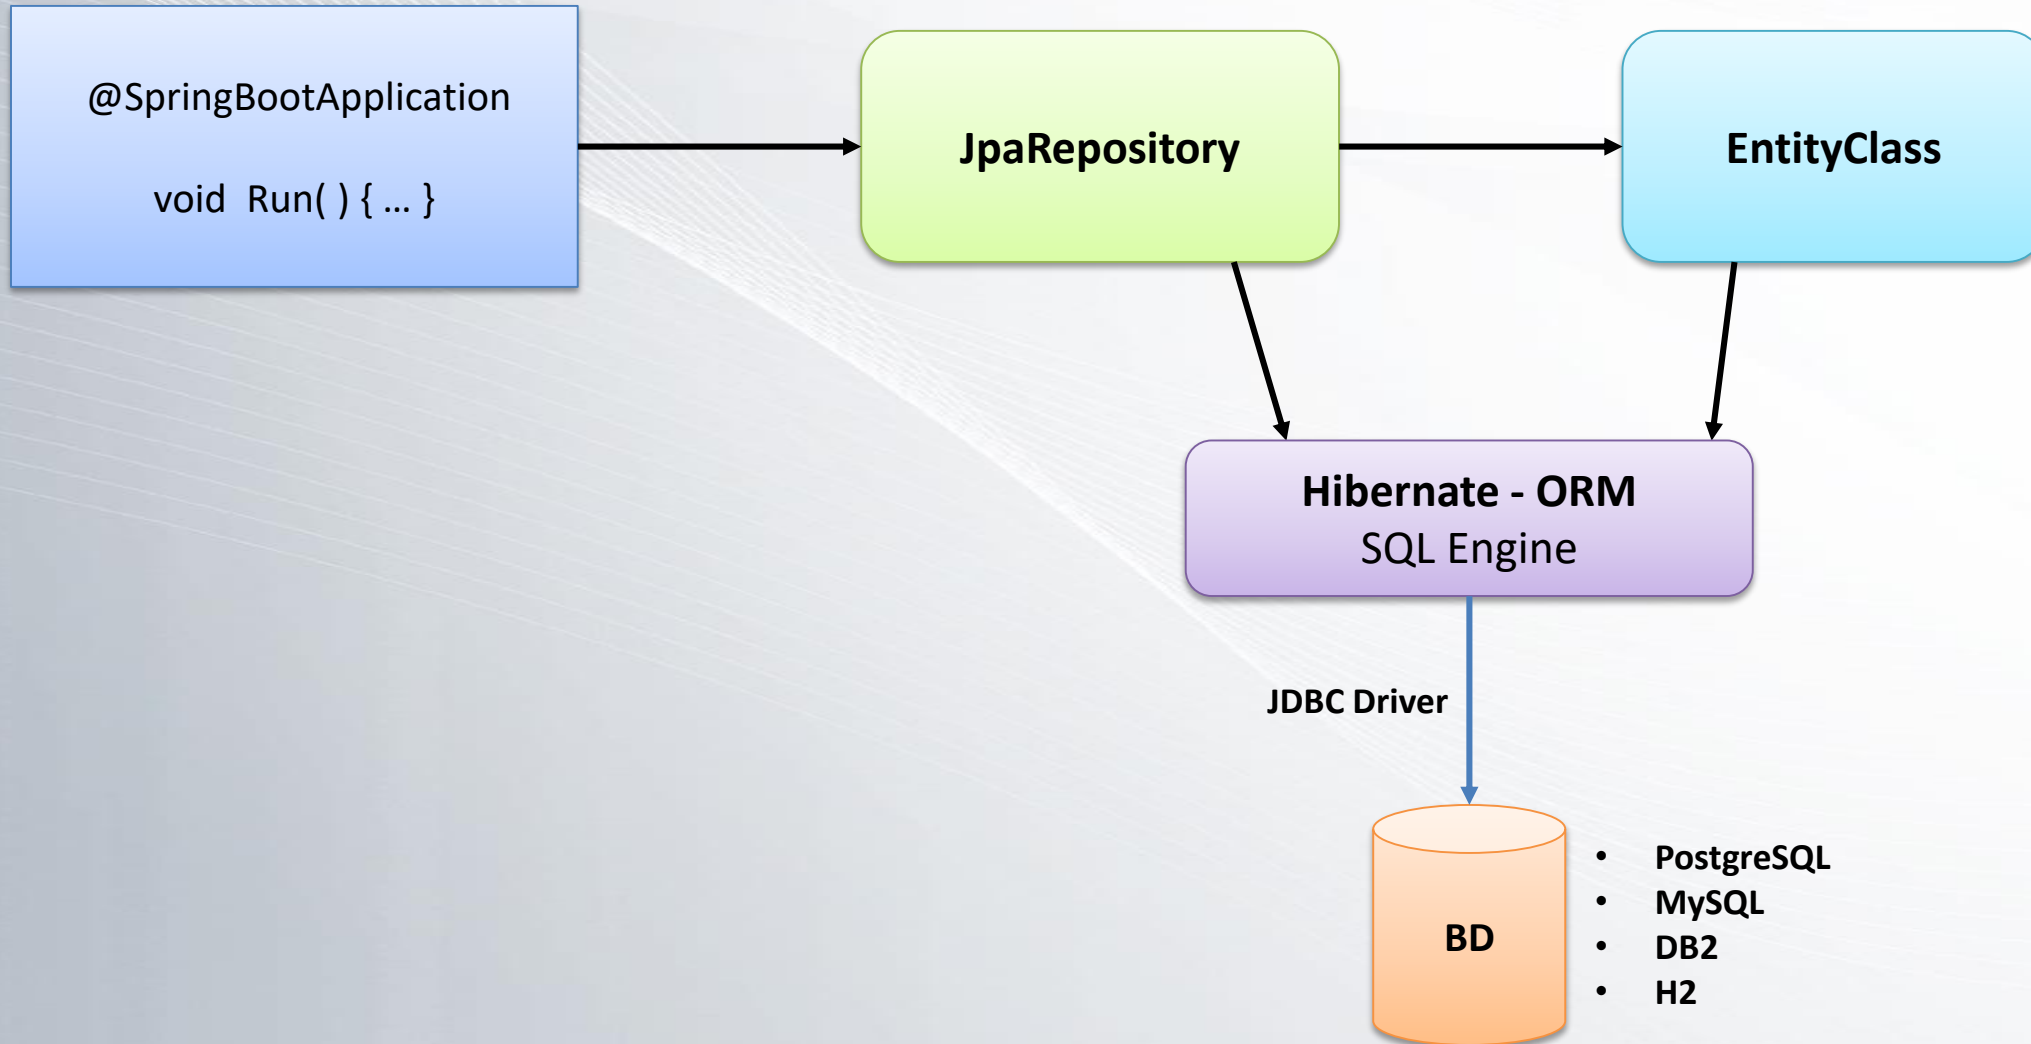 @SpringBootApplication
void Run( ) { ... }
JpaRepository
EntityClass
Hibernate - ORM
SQL Engine
JDBC Driver
BD
• PostgreSQL
• MySQL
• DB2
• H2